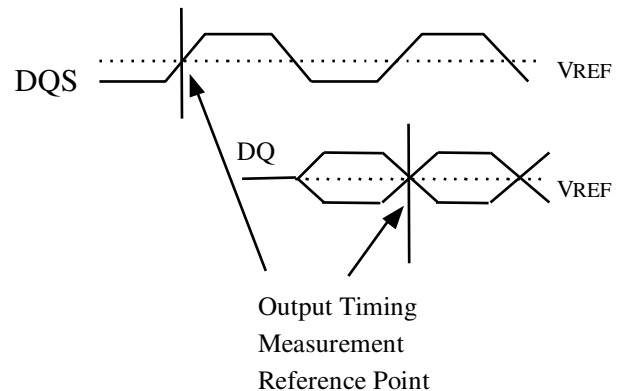 DQS
VREF
DQ
VREF
Output Timing
Measurement
Reference Point